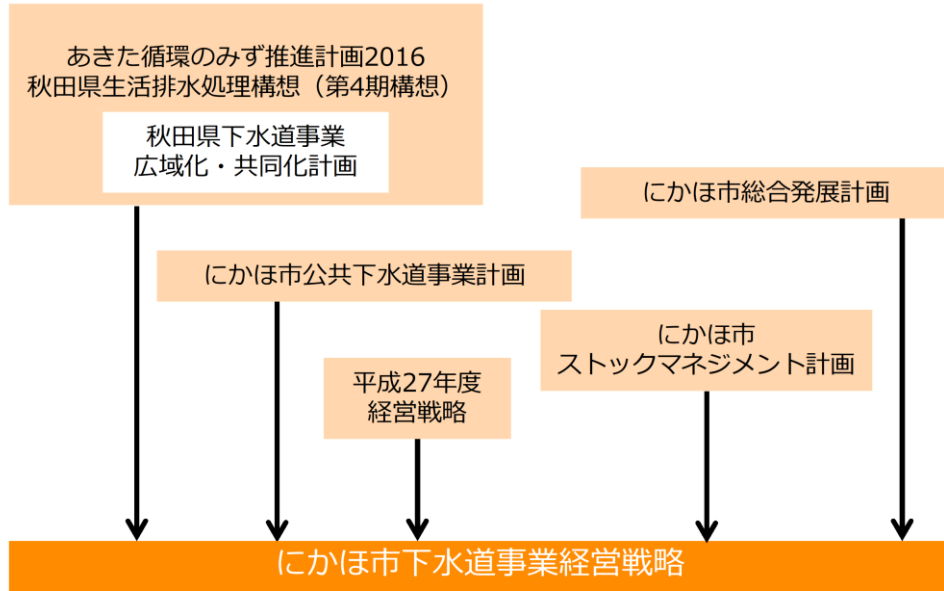 あきた循環のみず推進計画2016
秋田県生活排水処理構想（第4期構想）
秋田県下水道事業
広域化・共同化計画
にかほ市総合発展計画
にかほ市公共下水道事業計画
にかほ市
ストックマネジメント計画
平成27年度
経営戦略
にかほ市下水道事業経営戦略